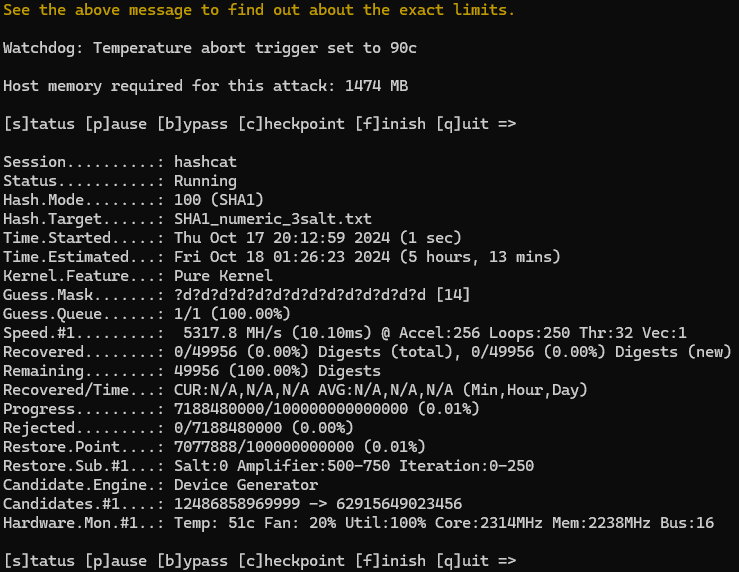 See the above message to find out about the exact limits.
Watchdog: Temperature abort trigger set to 90c
Host memory required for this attack: 1474 MB
[s]tatus [p]ause [b]ypass [c]heckpoint [f]inish [q]uit =>
Session..........: hashcat
Status...........: Running
Hash.Mode........: 100 (SHA1)
Hash.Target......: SHA1_numeric_3salt.txt
Time.Started.....: Thu Oct 17 20:12:59 2024 (1 sec)
Time.Estimated...: Fri Oct 18 01:26:23 2024 (5 hours, 13 mins)
Kernel.Feature...: Pure Kernel
Guess.Mask.......: ?d?d?d?d?d?d?d?d?d?d?d?d?d?d [14]
Guess.Queue......: 1/1 (100.00%)
Speed.#1.........:  5317.8 MH/s (10.10ms) @ Accel:256 Loops:250 Thr:32 Vec:1
Recovered........: 0/49956 (0.00%) Digests (total), 0/49956 (0.00%) Digests (new)
Remaining........: 49956 (100.00%) Digests
Recovered/Time...: CUR:N/A,N/A,N/A AVG:N/A,N/A,N/A (Min,Hour,Day)
Progress.........: 7188480000/100000000000000 (0.01%)
Rejected.........: 0/7188480000 (0.00%)
Restore.Point....: 7077888/100000000000 (0.01%)
Restore.Sub.#1...: Salt:0 Amplifier:500-750 Iteration:0-250
Candidate.Engine.: Device Generator
Candidates.#1....: 12486858969999 -> 62915649023456
Hardware.Mon.#1..: Temp: 51c Fan: 20% Util:100% Core:2314MHz Mem:2238MHz Bus:16
[s]tatus [p]ause [b]ypass [c]heckpoint [f]inish [q]uit =>